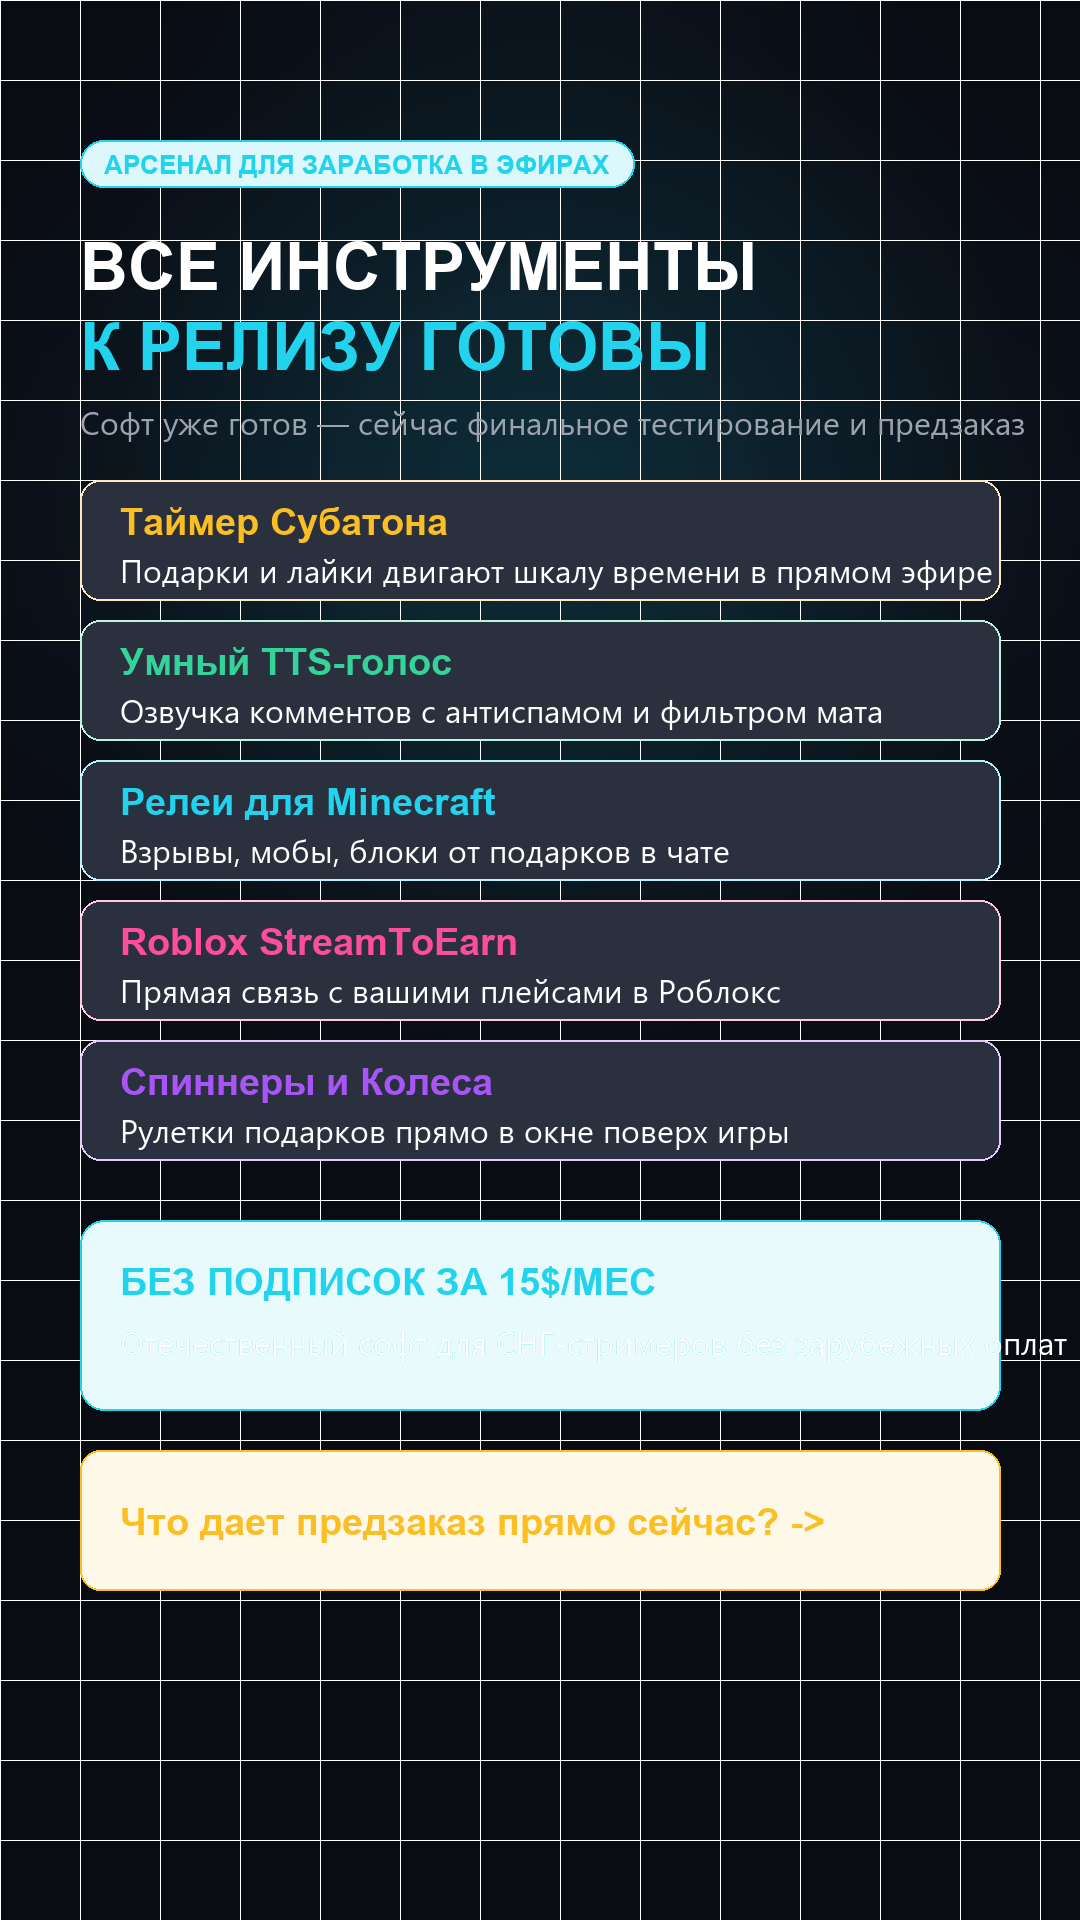 АРСЕНАЛ ДЛЯ ЗАРАБОТКА В ЭФИРАХ
ВСЕ ИНСТРУМЕНТЫ
К РЕЛИЗУ ГОТОВЫ
Софт уже готов — сейчас финальное тестирование и предзаказ
Таймер Субатона
Подарки и лайки двигают шкалу времени в прямом эфире
Умный TTS-голос
Озвучка комментов с антиспамом и фильтром мата
Релеи для Minecraft
Взрывы, мобы, блоки от подарков в чате
Roblox StreamToEarn
Прямая связь с вашими плейсами в Роблокс
Спиннеры и Колеса
Рулетки подарков прямо в окне поверх игры
БЕЗ ПОДПИСОК ЗА 15$/МЕС
Отечественный софт для СНГ-стримеров без зарубежных оплат
Что дает предзаказ прямо сейчас? ->